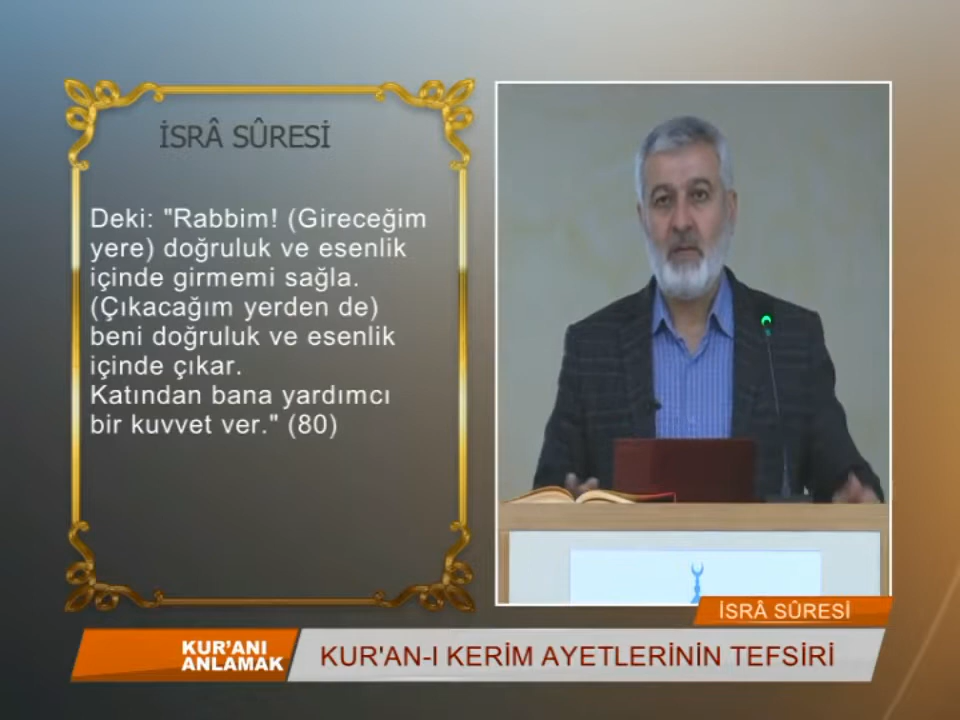 İSRÂ SÛRESİ
Deki: "Rabbim! (Gireceğim
yere) doğruluk ve esenlik
içinde girmemi sağla.
(Çıkacağım yerden de)
beni doğruluk ve esenlik
içinde çıkar.
Katından bana yardımcı
bir kuvvet ver." (80)
İSRÂ SÛRESİ
KUR'ANI
ANLAMAK
KUR'AN-I KERİM AYETLERİNİN TEFSİRİ